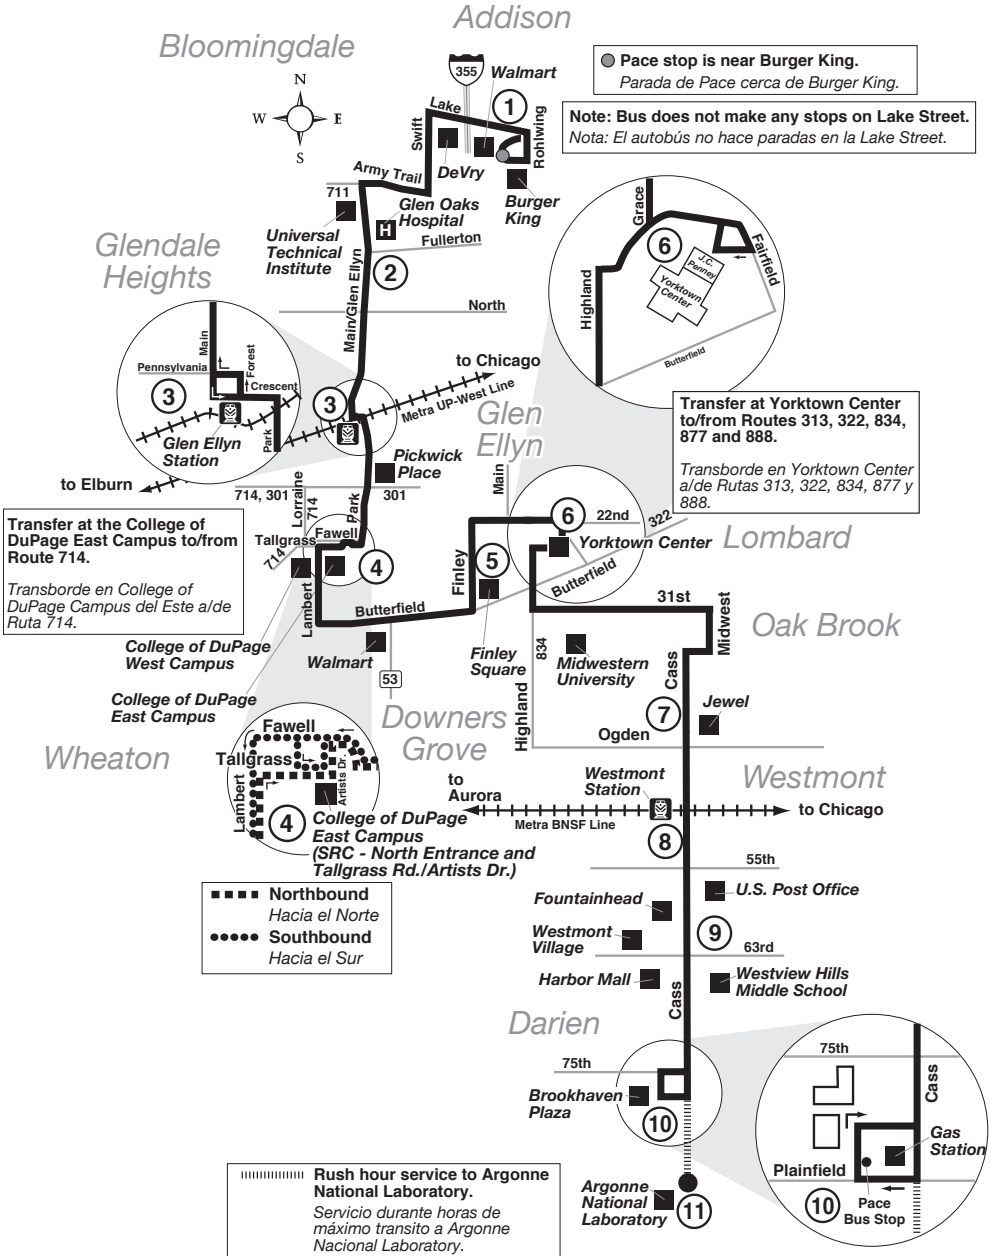 Addison
Bloomingdale
N
W
E
S
355
Walmart
Pace stop is near Burger King.
Parada de Pace cerca de Burger King.
Note: Bus does not make any stops on Lake Street.
Nota: El autobús no hace paradas en la Lake Street.
Lake
1
Swift
Rohlwing
DeVry
Army Trail
711
Burger
King
Glen Oaks
Hospital
H
Universal
Technical
Institute
Fullerton
2
Glendale
Heights
Main/Glen Ellyn
North
Grace
6
Fairfield
J.C.
Penney
Yorktown
Center
Highland
Butterfield
Main
Pennsylvania
Forest
Crescent
3
Glen Ellyn
Station
Park
3
to Chicago
Metra UP-West Line
Glen
Ellyn
to Elburn
Pickwick
Place
714, 301
301
Lorraine
714
Park
Main
Transfer at Yorktown Center
to/from Routes 313, 322, 834,
877 and 888.
Transborde en Yorktown Center
a/de Rutas 313, 322, 834, 877 y
888.
Transfer at the College of
DuPage East Campus to/from
Route 714.
Transborde en College of
DuPage Campus del Este a/de
Ruta 714.
Tallgrass
Fawell
714
4
Lambert
Butterfield
Finley
5
6
22nd
322
Yorktown Center
Butterfield
Lombard
31st
Midwest
Oak Brook
College of DuPage
West Campus
Walmart
53
Finley
Square
834
Midwestern
University
Cass
College of DuPage
East Campus
Highland
7
Jewel
Ogden
Downers
Grove
Wheaton
Fawell
Tallgrass
Artists Dr.
Lambert
4
College of DuPage
East Campus
(SRC - North Entrance and
Tallgrass Rd./Artists Dr.)
Northbound
Hacia el Norte
Southbound
Hacia el Sur
to
Aurora
Westmont
Station
Westmont
to Chicago
Metra BNSF Line
8
55th
U.S. Post Office
Fountainhead
Westmont
Village
9
63rd
Harbor Mall
Westview Hills
Middle School
Cass
Darien
75th
Brookhaven
Plaza
10
75th
Cass
Gas
Station
Plainfield
10
Pace
Bus Stop
Argonne
National
Laboratory
11
Rush hour service to Argonne
National Laboratory.
Servicio durante horas de
máximo transito a Argonne
Nacional Laboratory.